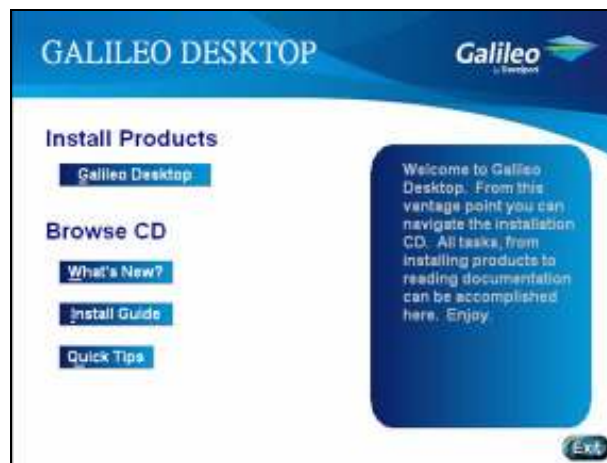 GALILEO DESKTOP
Galileo
by Travelport
Install Products
Galileo Desktop
Browse CD
What's New?
Install Guide
Quick Tips
Welcome to Galileo
Desktop. From this
vantage point you can
navigate the installation
CD. All tasks, from
installing products to
reading documentation
can be accomplished
here. Enjoy.
Exit